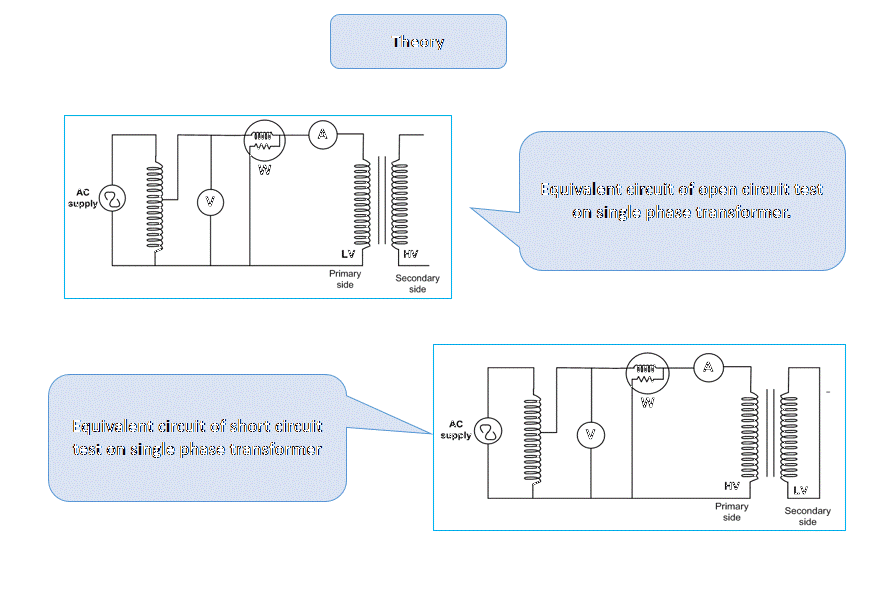 Theory
A
W
AC
supply
V
LV
HV
Primary
side
Secondary
side
Equivalent circuit of open circuit test
on single phase transformer.
Equivalent circuit of short circuit
test on single phase transformer
A
W
AC
supply
V
HV
LV
Primary
side
Secondary
side